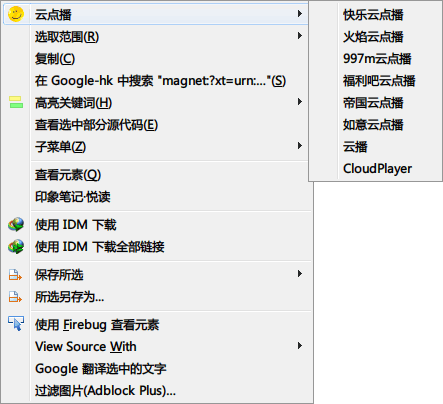 云点播
选取范围(R)
复制(C)
在 Google-hk 中搜索 "magnet:?xt=urn:..."(S)
高亮关键词(H)
查看选中部分源代码(E)
子菜单(Z)
查看元素(Q)
印象笔记·悦读
使用 IDM 下载
使用 IDM 下载全部链接
保存所选
所选另存为...
使用 Firebug 查看元素
View Source With
Google 翻译选中的文字
过滤图片(Adblock Plus)...
快乐云点播
火焰云点播
997m云点播
福利吧云点播
帝国云点播
如意云点播
云播
CloudPlayer